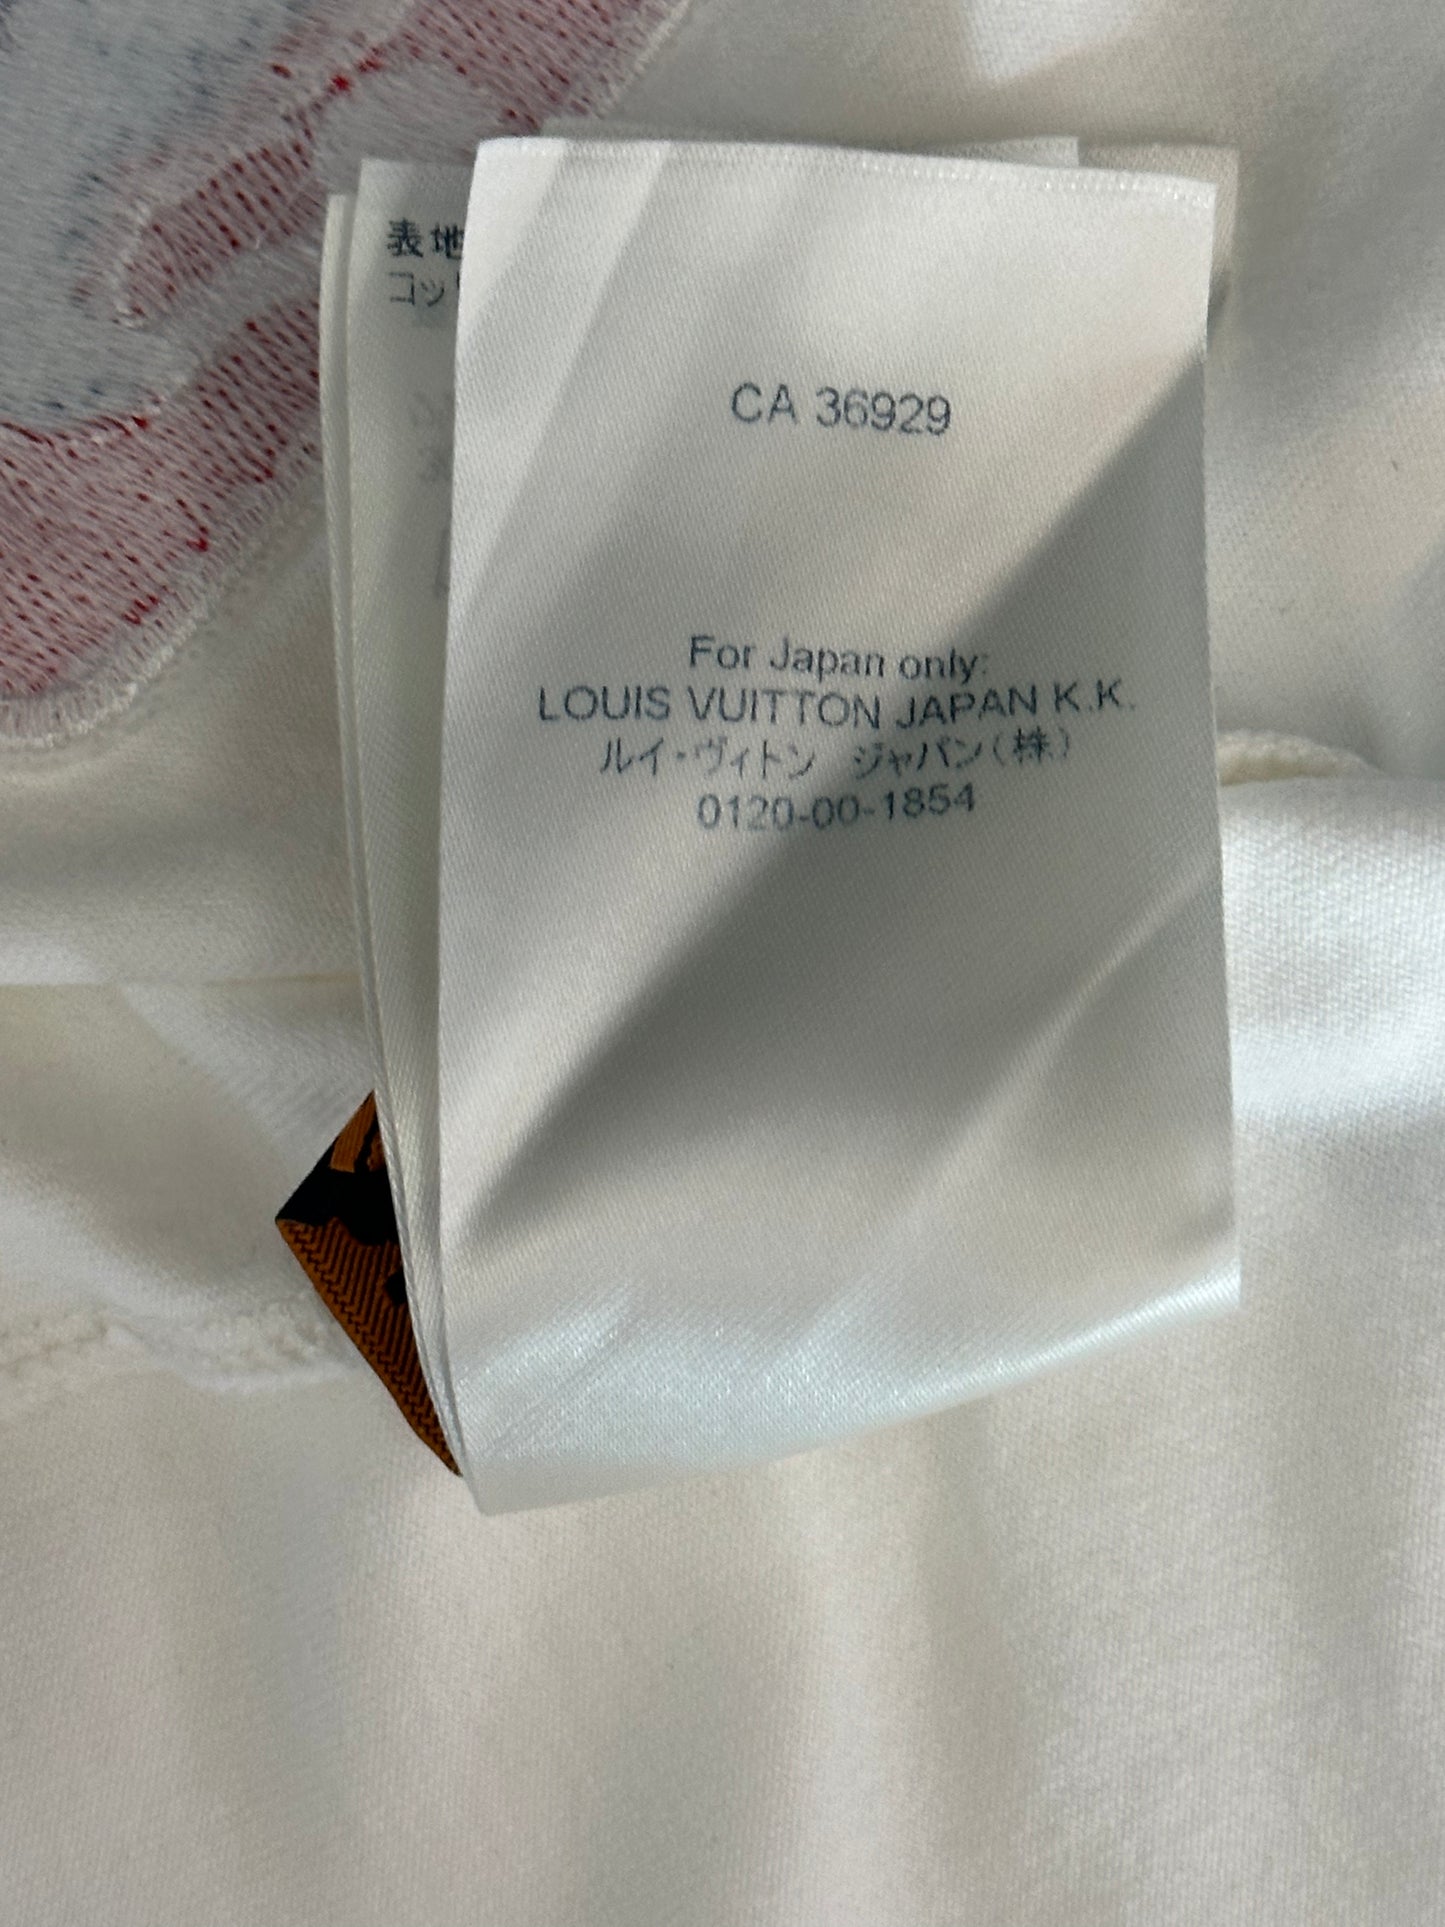 表地
コッ
CA 36929
For Japan only:
LOUIS VUITTON JAPAN K.K.
ルイ・ヴィトン　ジャパン（株）
0120-00-1854